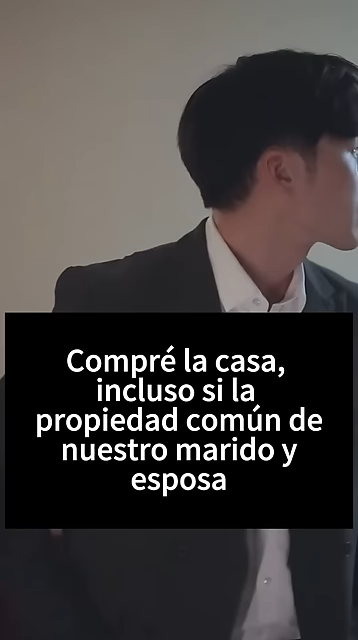 Compré la casa,
incluso si la
propiedad común de
nuestro marido y
esposa